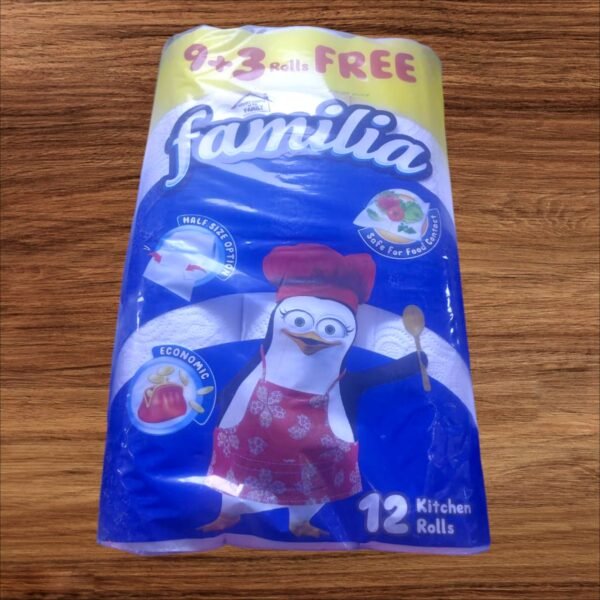 9+3 Rolls FREE
familia
HALF SIZE OPTION
Safe For Food Contact
ECONOMIC
12 Kitchen
Rolls